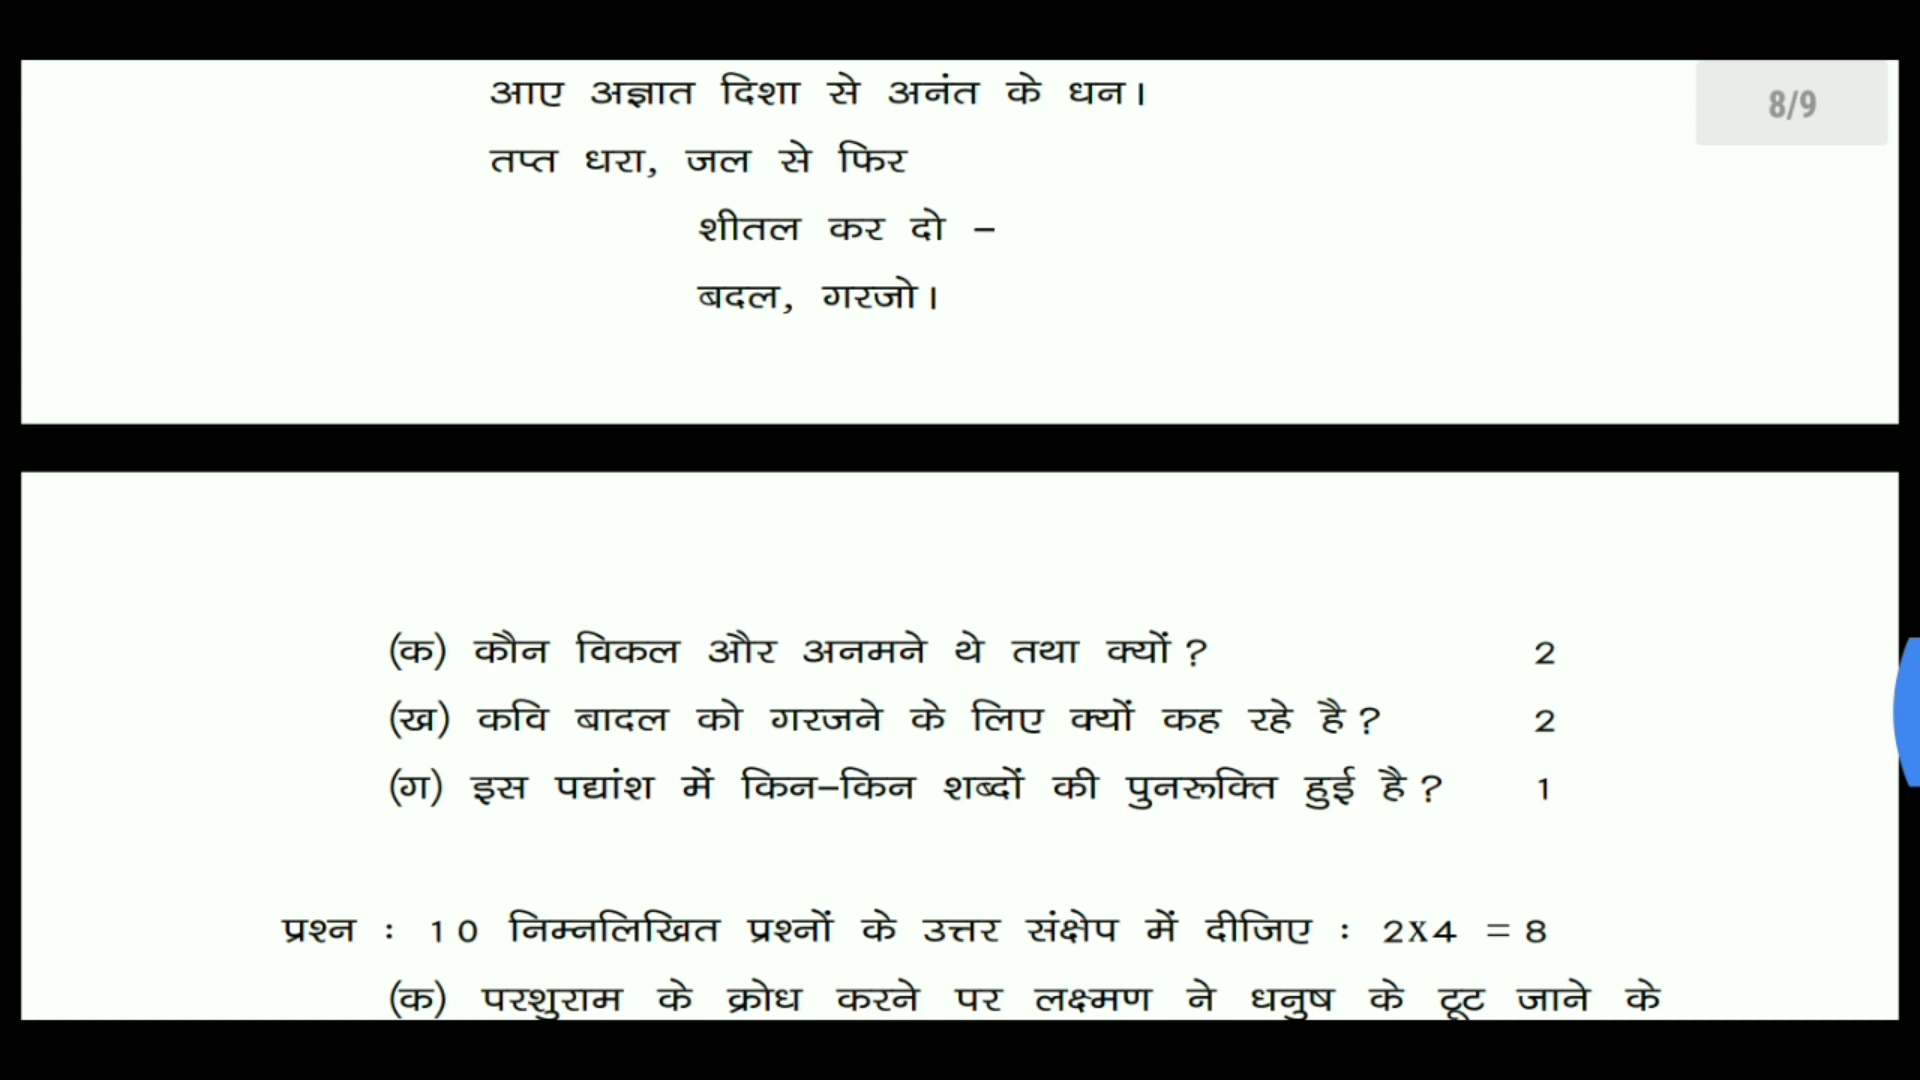 आए अज्ञात दिशा से अनंत के धन।
8/9
तप्त धरा, जल से फिर
शीतल कर दो –
बदल, गरजो।
(क) कौन विकल और अनमने थे तथा क्यों ? 2
(ख) कवि बादल को गरजने के लिए क्यों कह रहे है ? 2
(ग) इस पद्यांश में किन–किन शब्दों की पुनरूक्ति हुई है ? 1
प्रश्न : 10 निम्नलिखित प्रश्नों के उत्तर संक्षेप में दीजिए : 2x4 = 8
(क) परशुराम के क्रोध करने पर लक्ष्मण ने धनुष के टूट जाने के